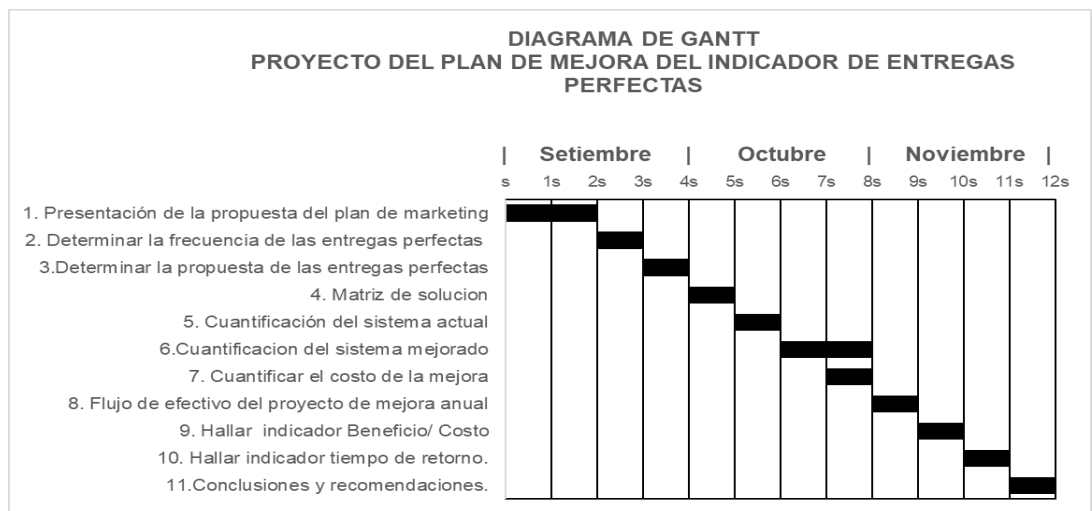 DIAGRAMA DE GANTT
PROYECTO DEL PLAN DE MEJORA DEL INDICADOR DE ENTREGAS
PERFECTAS
| Setiembre | Octubre | Noviembre |
s 1s 2s 3s 4s 5s 6s 7s 8s 9s 10s 11s 12s
1. Presentación de la propuesta del plan de marketing
2. Determinar la frecuencia de las entregas perfectas
3.Determinar la propuesta de las entregas perfectas
4. Matriz de solucion
5. Cuantificación del sistema actual
6.Cuantificacion del sistema mejorado
7. Cuantificar el costo de la mejora
8. Flujo de efectivo del proyecto de mejora anual
9. Hallar indicador Beneficio/ Costo
10. Hallar indicador tiempo de retorno.
11.Conclusiones y recomendaciones.